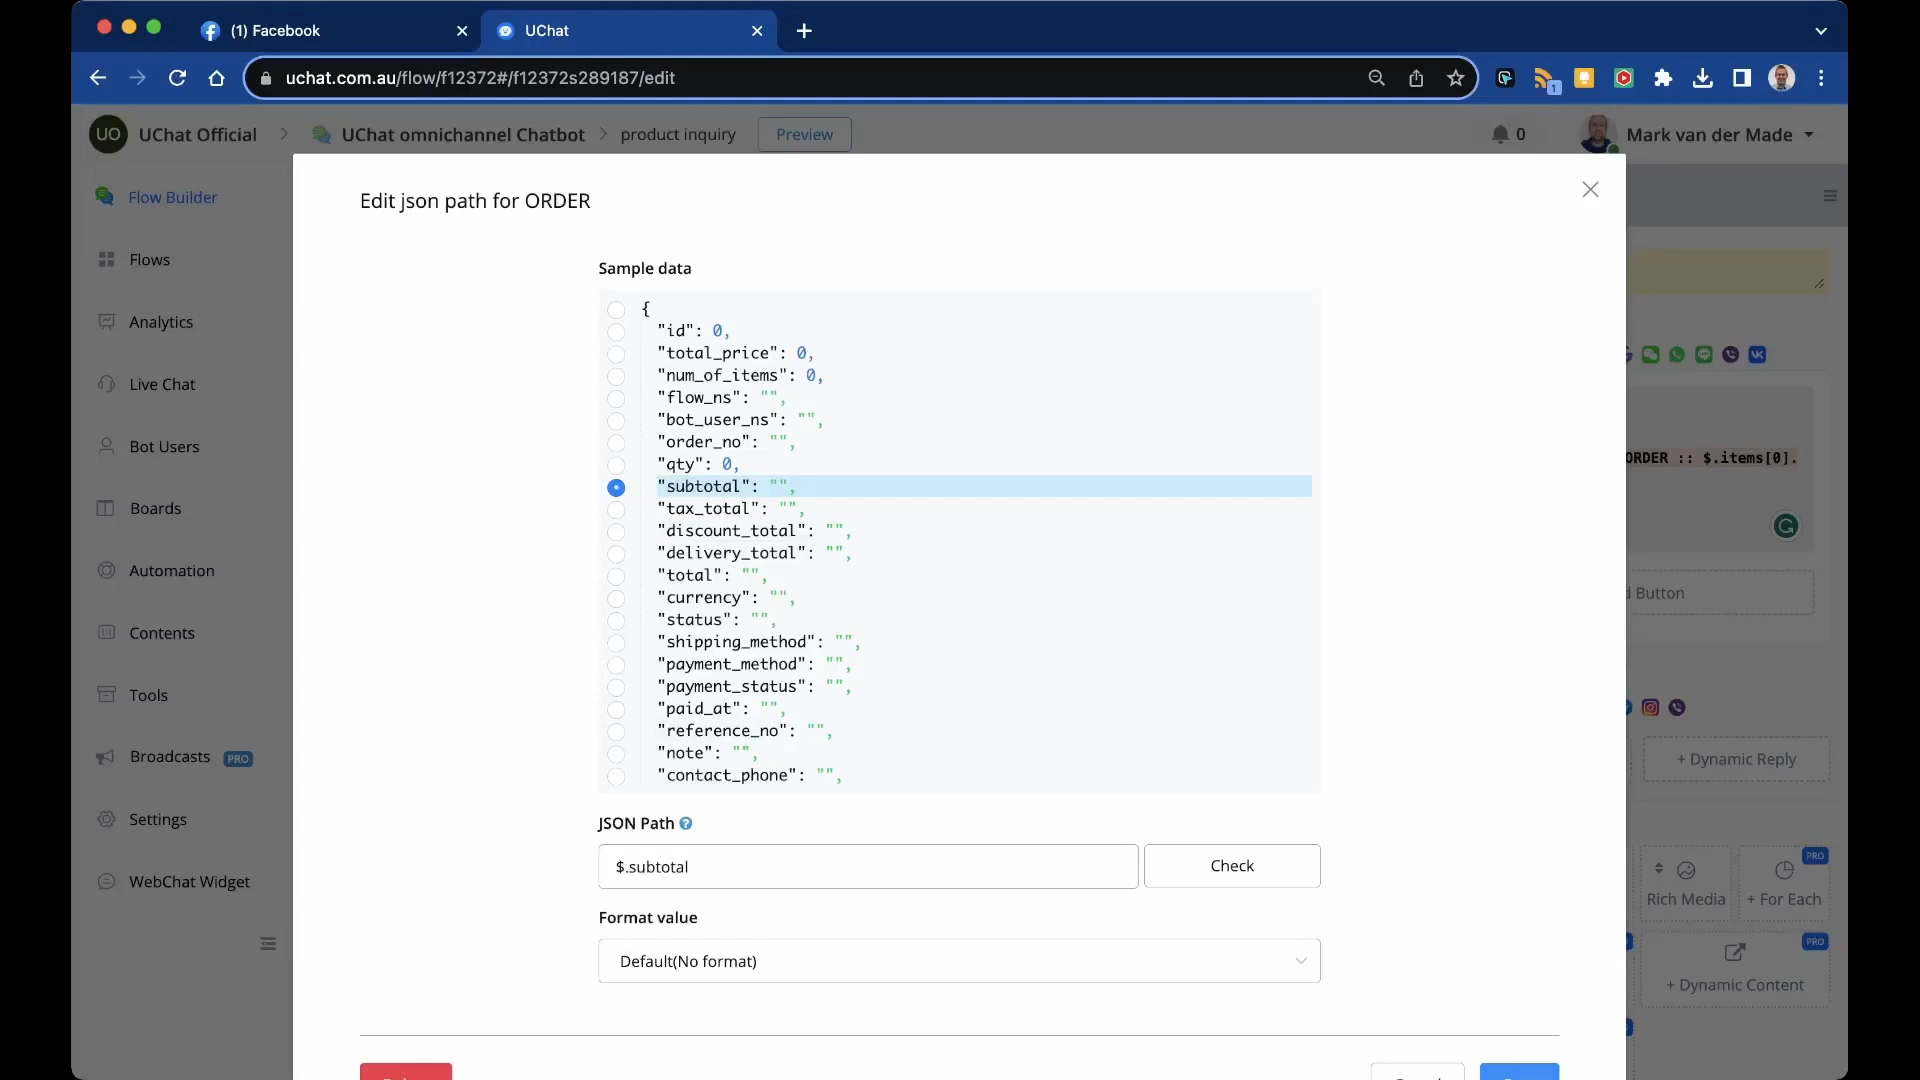 (1) Facebook
UChat
uchat.com.au/flow/f12372#/f12372s289187/edit
1
UO UChat Official > UChat omnichannel Chatbot > product inquiry Preview
0
Mark van der Made
Flow Builder
Flows
Analytics
Live Chat
Bot Users
Boards
Automation
Contents
Tools
Broadcasts PRO
Settings
WebChat Widget
Edit json path for ORDER
Sample data
{
"id": 0,
"total_price": 0,
"num_of_items": 0,
"flow_ns": "",
"bot_user_ns": "",
"order_no": "",
"qty": 0,
"subtotal": "",
"tax_total": "",
"discount_total": "",
"delivery_total": "",
"total": "",
"currency": "",
"status": "",
"shipping_method": "",
"payment_method": "",
"payment_status": "",
"paid_at": "",
"reference_no": "",
"note": "",
"contact_phone": "",
JSON Path ?
$.subtotal
Check
Format value
Default(No format)
ORDER :: $.items[0].
d Button
+ Dynamic Reply
PRO
Rich Media
+ For Each
PRO
+ Dynamic Content